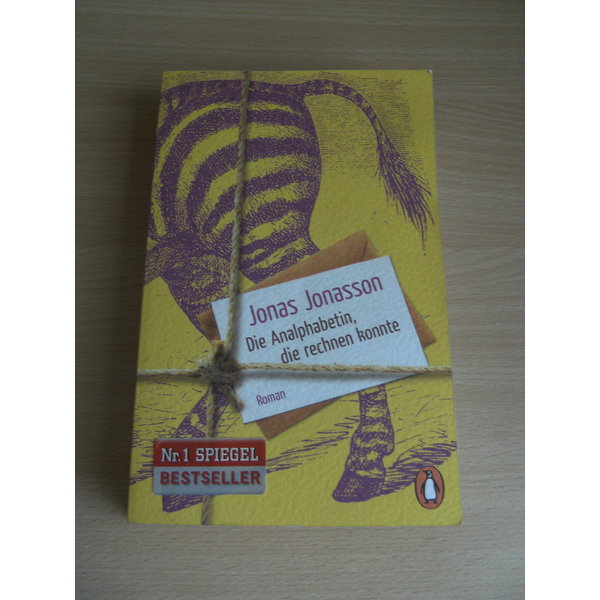 Jonas Jonasson
Die Analphabetin,
die rechnen konnte
Roman
Nr.1 SPIEGEL
BESTSELLER